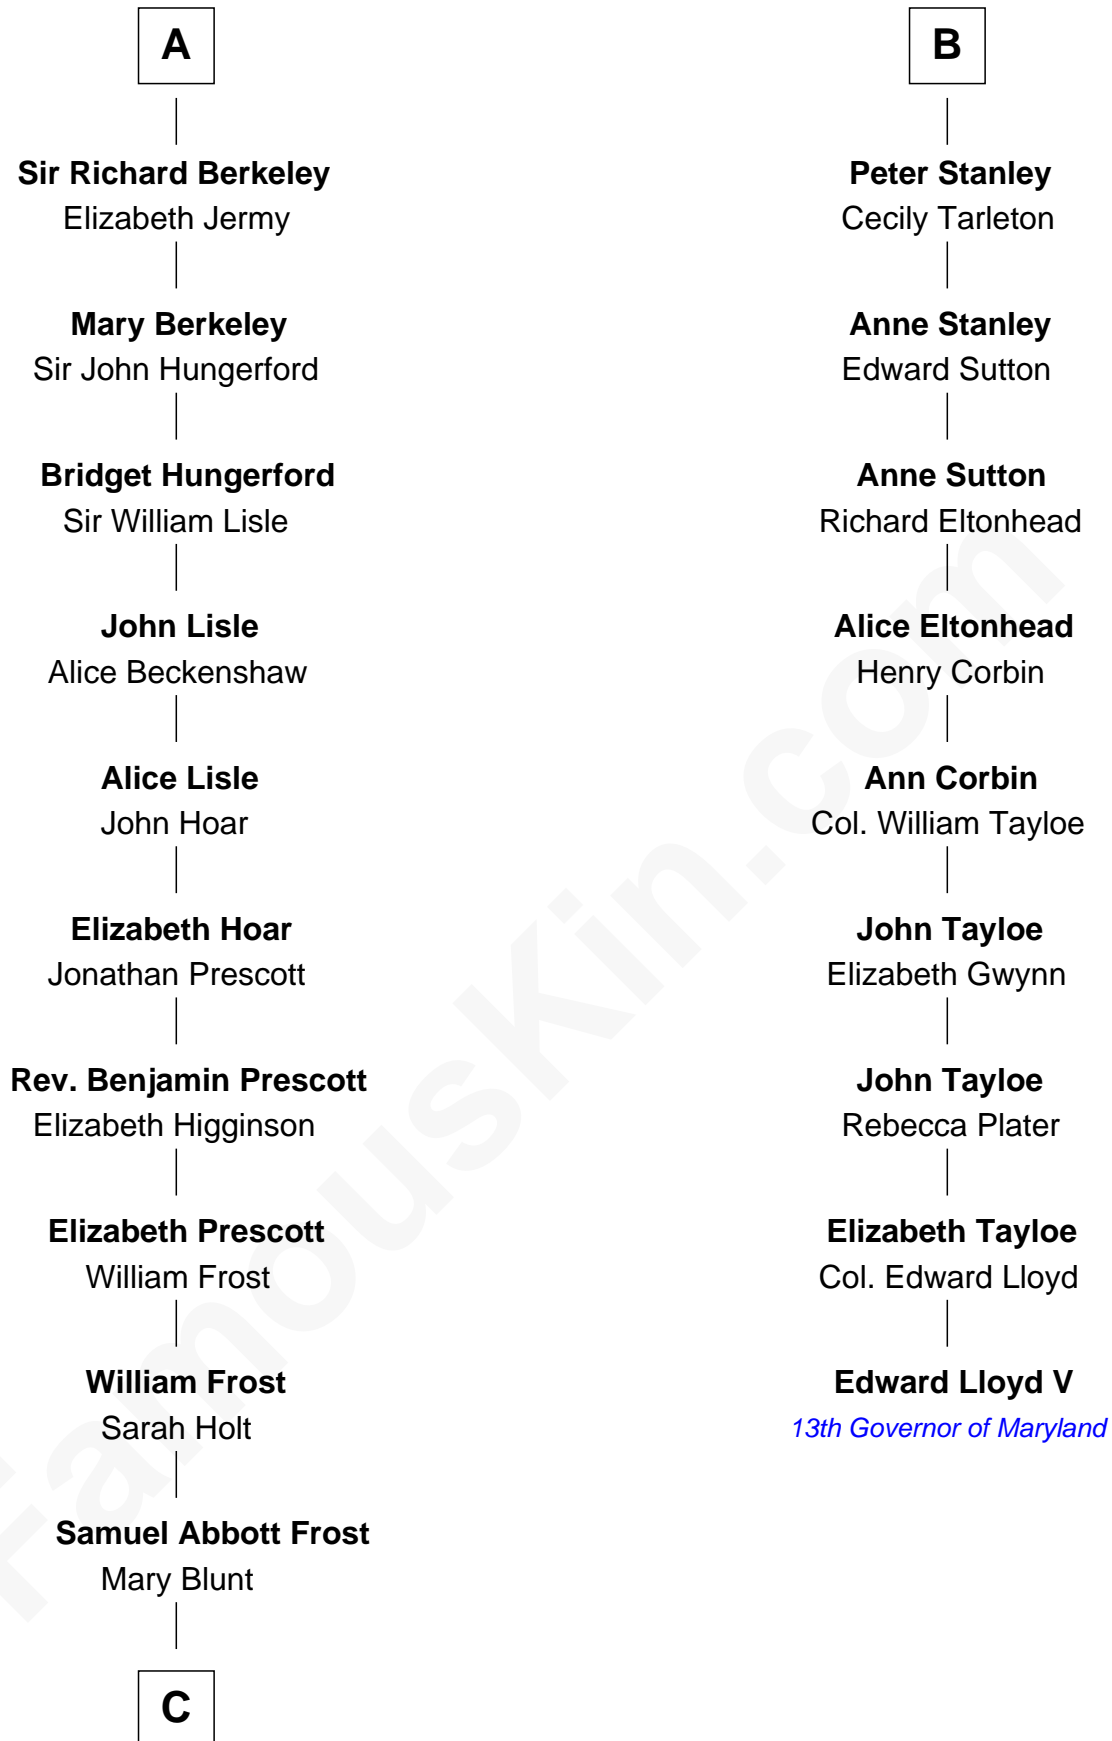 A
Sir Richard Berkeley
Elizabeth Jermy
Mary Berkeley
Sir John Hungerford
Bridget Hungerford
Sir William Lisle
John Lisle
Alice Beckenshaw
Alice Lisle
John Hoar
Elizabeth Hoar
Jonathan Prescott
Rev. Benjamin Prescott
Elizabeth Higginson
Elizabeth Prescott
William Frost
William Frost
Sarah Holt
Samuel Abbott Frost
Mary Blunt
C
B
Peter Stanley
Cecily Tarleton
Anne Stanley
Edward Sutton
Anne Sutton
Richard Eltonhead
Alice Eltonhead
Henry Corbin
Ann Corbin
Col. William Tayloe
John Tayloe
Elizabeth Gwynn
John Tayloe
Rebecca Plater
Elizabeth Tayloe
Col. Edward Lloyd
Edward Lloyd V
13th Governor of Maryland
FamousKin.com